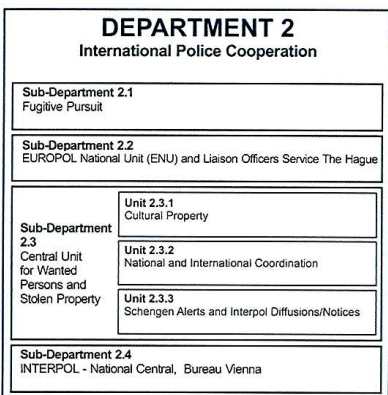 DEPARTMENT 2
International Police Cooperation
Sub-Department 2.1
Fugitive Pursuit
Sub-Department 2.2
EUROPOL National Unit (ENU) and Liaison Officers Service The Hague
Sub-Department
2.3
Central Unit
for Wanted
Persons and
Stolen Property
Unit 2.3.1
Cultural Property
Unit 2.3.2
National and International Coordination
Unit 2.3.3
Schengen Alerts and Interpol Diffusions/Notices
Sub-Department 2.4
INTERPOL - National Central, Bureau Vienna